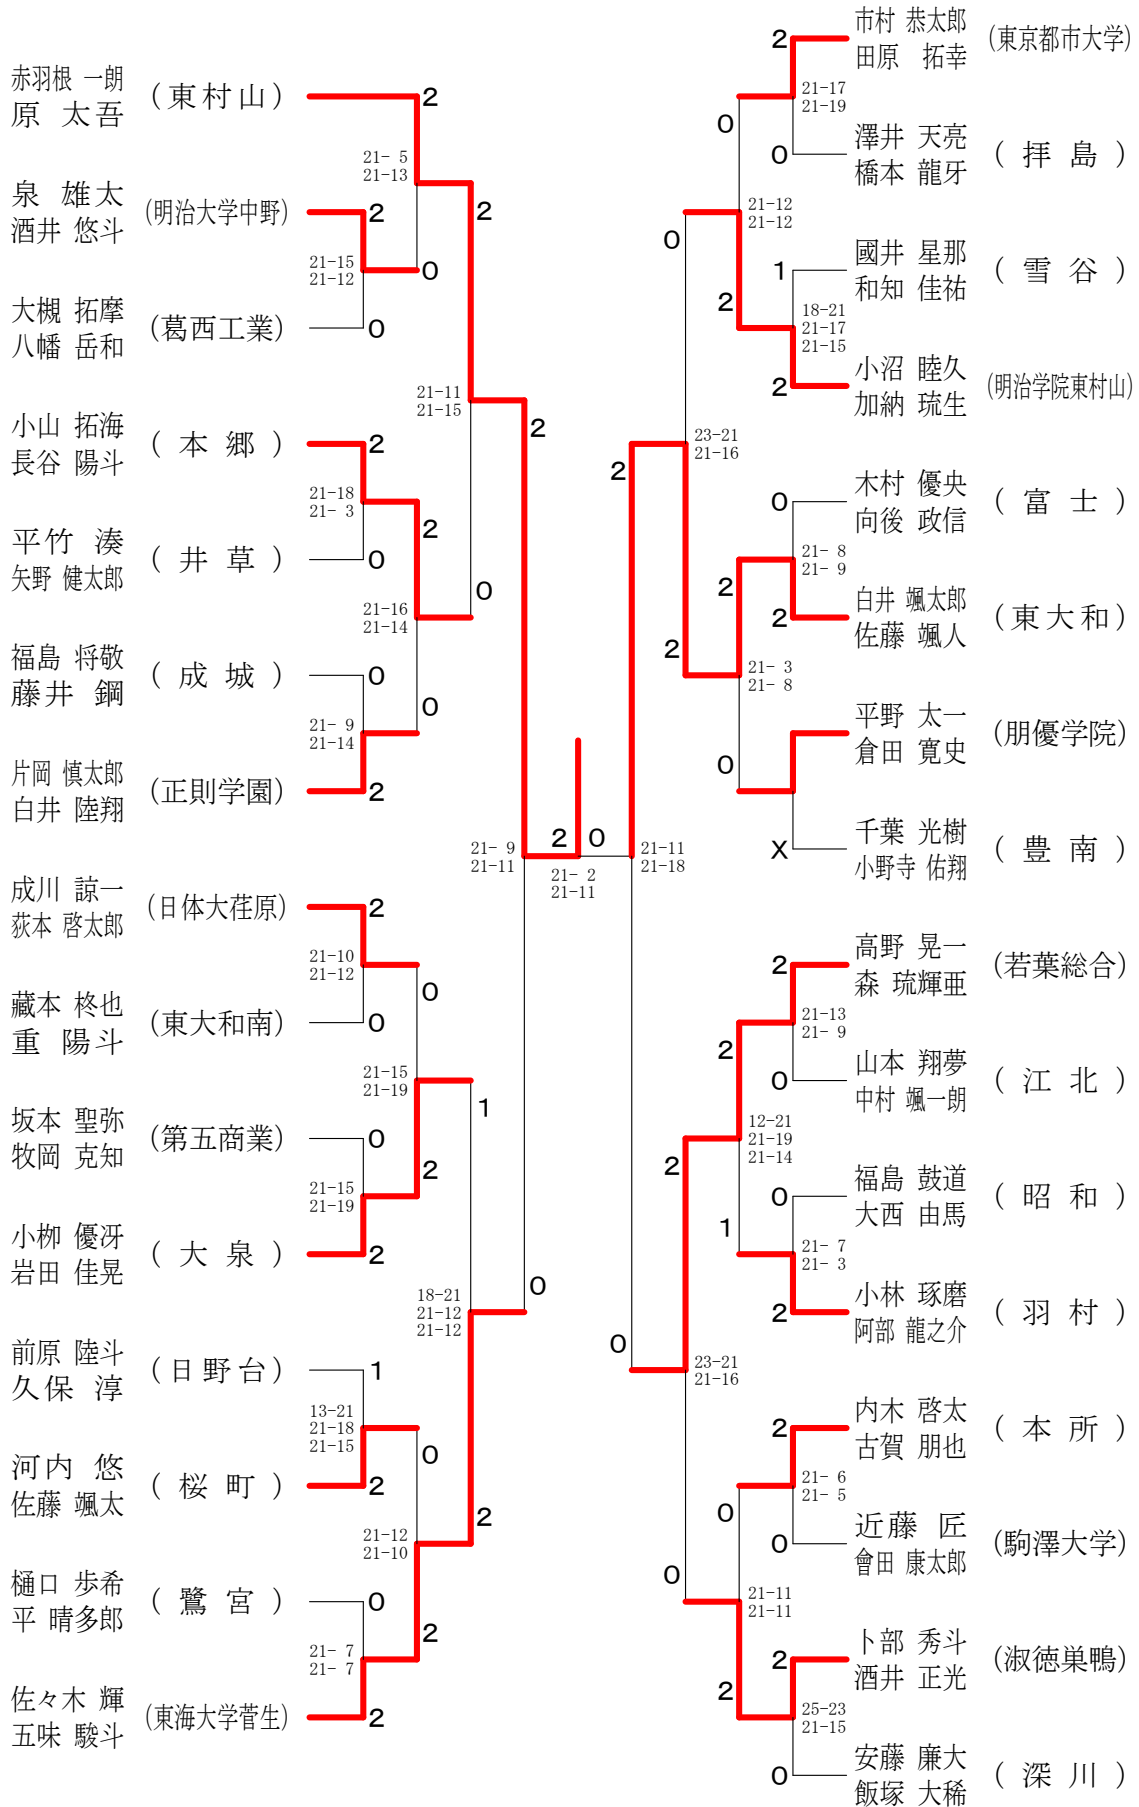 赤羽根 一朗
原 太吾
(東村山)
2
21- 5
21-13
泉 雄太
酒井 悠斗
(明治大学中野)
2
2
21-15
21-12
0
大槻 拓摩
八幡 岳和
(葛西工業)
0
21-11
21-15
2
小山 拓海
長谷 陽斗
(本郷)
2
21-18
21- 3
2
平竹 湊
矢野 健太郎
(井草)
0
0
21-16
21-14
福島 将敬
藤井 鋼
(成城)
0
0
21- 9
21-14
片岡 慎太郎
白井 陸翔
(正則学園)
2
21- 9
21-11
2
0
21- 2
21-11
成川 諒一
荻本 啓太郎
(日体大荏原)
2
21-10
21-12
0
藏本 柊也
重 陽斗
(東大和南)
0
21-15
21-19
1
坂本 聖弥
牧岡 克知
(第五商業)
0
2
21-15
21-19
小栁 優冴
岩田 佳晃
(大泉)
2
18-21
21-12
21-12
0
前原 陸斗
久保 淳
(日野台)
1
13-21
21-18
21-15
0
河内 悠
佐藤 颯太
(桜町)
2
2
21-12
21-10
樋口 歩希
平 晴多郎
(鷺宮)
0
2
21- 7
21- 7
佐々木 輝
五味 駿斗
(東海大学菅生)
2
市村 恭太郎
田原 拓幸
(東京都市大学)
2
21-17
21-19
0
澤井 天亮
橋本 龍牙
(拝島)
0
21-12
21-12
0
國井 星那
和知 佳祐
(雪谷)
1
2
18-21
21-17
21-15
小沼 睦久
加納 琉生
(明治学院東村山)
2
23-21
21-16
2
木村 優央
向後 政信
(富士)
0
21- 8
21- 9
2
白井 颯太郎
佐藤 颯人
(東大和)
2
2
21- 3
21- 8
平野 太一
倉田 寛史
(朋優学院)
0
千葉 光樹
小野寺 佑翔
(豊南)
X
21-11
21-18
高野 晃一
森 琉輝亜
(若葉総合)
2
21-13
21- 9
2
山本 翔夢
中村 颯一朗
(江北)
0
12-21
21-19
21-14
2
福島 鼓道
大西 由馬
(昭和)
0
1
21- 7
21- 3
小林 琢磨
阿部 龍之介
(羽村)
2
0
23-21
21-16
内木 啓太
古賀 朋也
(本所)
2
21- 6
21- 5
0
近藤 匠
曾田 康太郎
(駒澤大学)
0
0
21-11
21-11
卜部 秀斗
酒井 正光
(淑徳巣鴨)
2
2
25-23
21-15
安藤 廉大
飯塚 大稀
(深川)
0